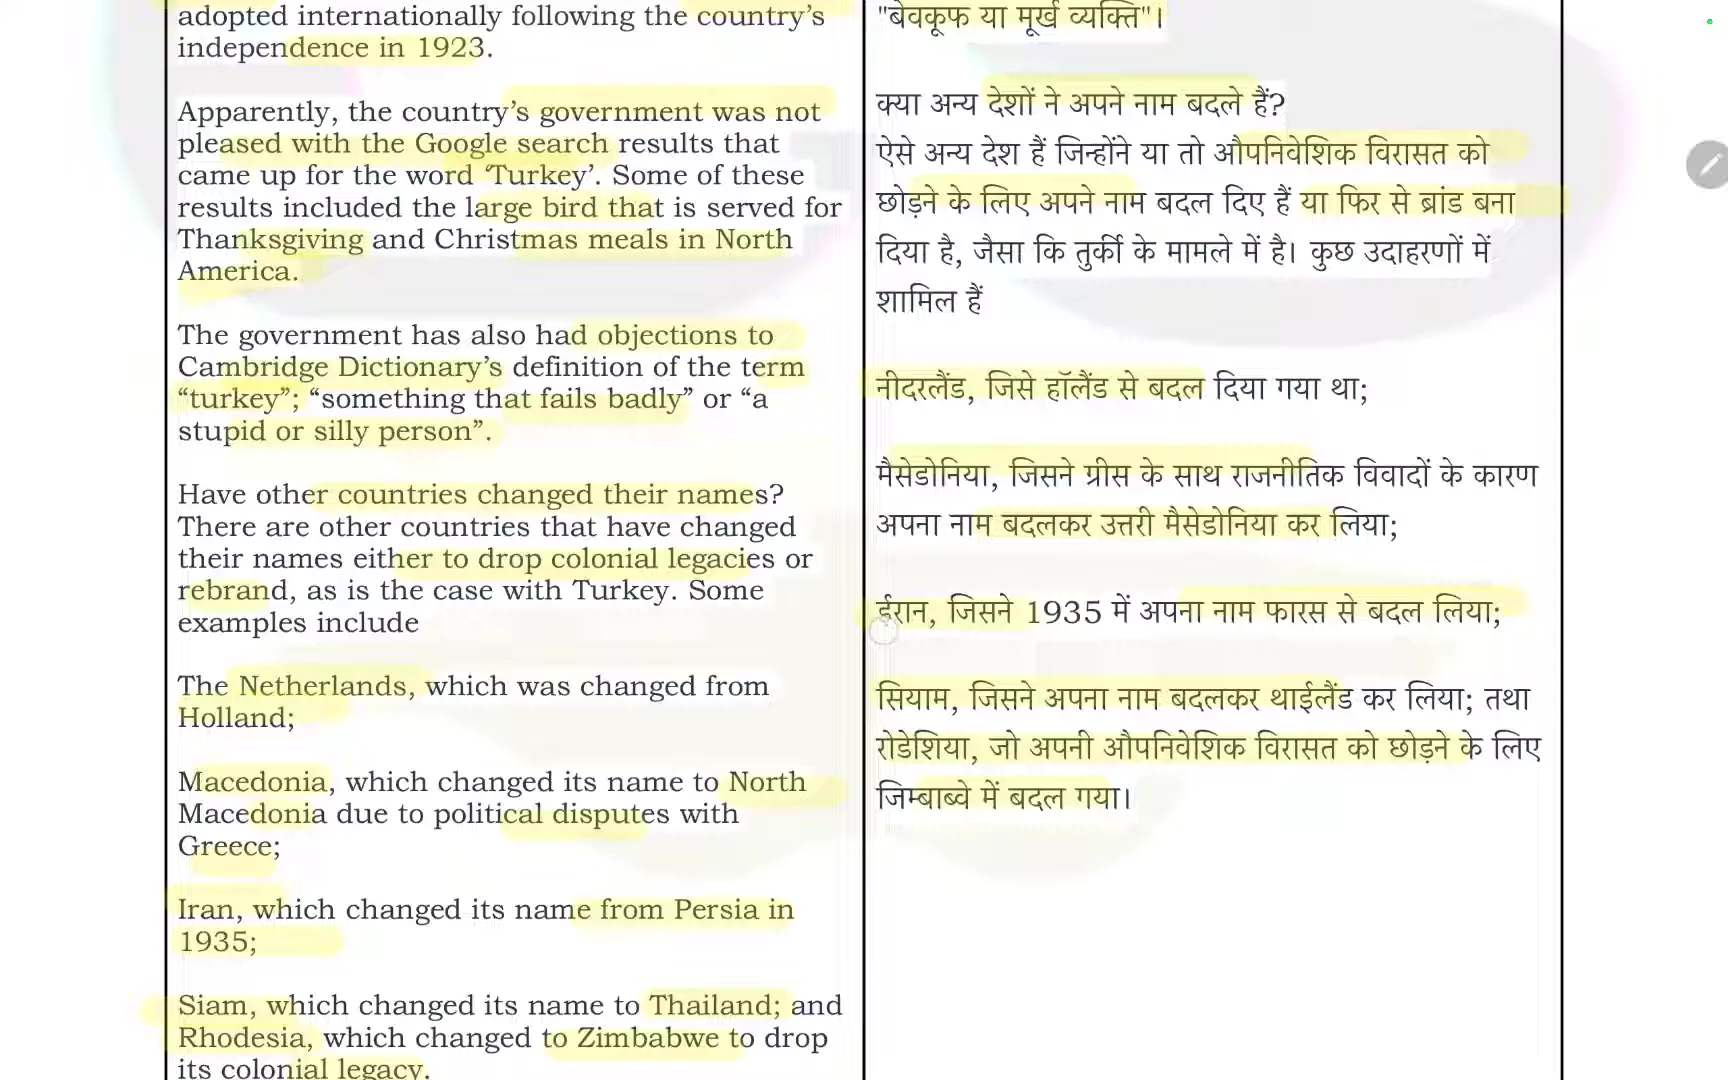 adopted internationally following the country’s
independence in 1923.
Apparently, the country’s government was not
pleased with the Google search results that
came up for the word ‘Turkey’. Some of these
results included the large bird that is served for
Thanksgiving and Christmas meals in North
America.
The government has also had objections to
Cambridge Dictionary’s definition of the term
“turkey”; “something that fails badly” or “a
stupid or silly person”.
Have other countries changed their names?
There are other countries that have changed
their names either to drop colonial legacies or
rebrand, as is the case with Turkey. Some
examples include
The Netherlands, which was changed from
Holland;
Macedonia, which changed its name to North
Macedonia due to political disputes with
Greece;
Iran, which changed its name from Persia in
1935;
Siam, which changed its name to Thailand; and
Rhodesia, which changed to Zimbabwe to drop
its colonial legacy.
"बेवकूफ या मूर्ख व्यक्ति"।
क्या अन्य देशों ने अपने नाम बदले हैं?
ऐसे अन्य देश हैं जिन्होंने या तो औपनिवेशिक विरासत को
छोड़ने के लिए अपने नाम बदल दिए हैं या फिर से ब्रांड बना
दिया है, जैसा कि तुर्की के मामले में है। कुछ उदाहरणों में
शामिल हैं
नीदरलैंड, जिसे हॉलैंड से बदल दिया गया था;
मैसेडोनिया, जिसने ग्रीस के साथ राजनीतिक विवादों के कारण
अपना नाम बदलकर उत्तरी मैसेडोनिया कर लिया;
ईरान, जिसने 1935 में अपना नाम फारस से बदल लिया;
सियाम, जिसने अपना नाम बदलकर थाईलैंड कर लिया; तथा
रोडेशिया, जो अपनी औपनिवेशिक विरासत को छोड़ने के लिए
जिम्बाब्वे में बदल गया।